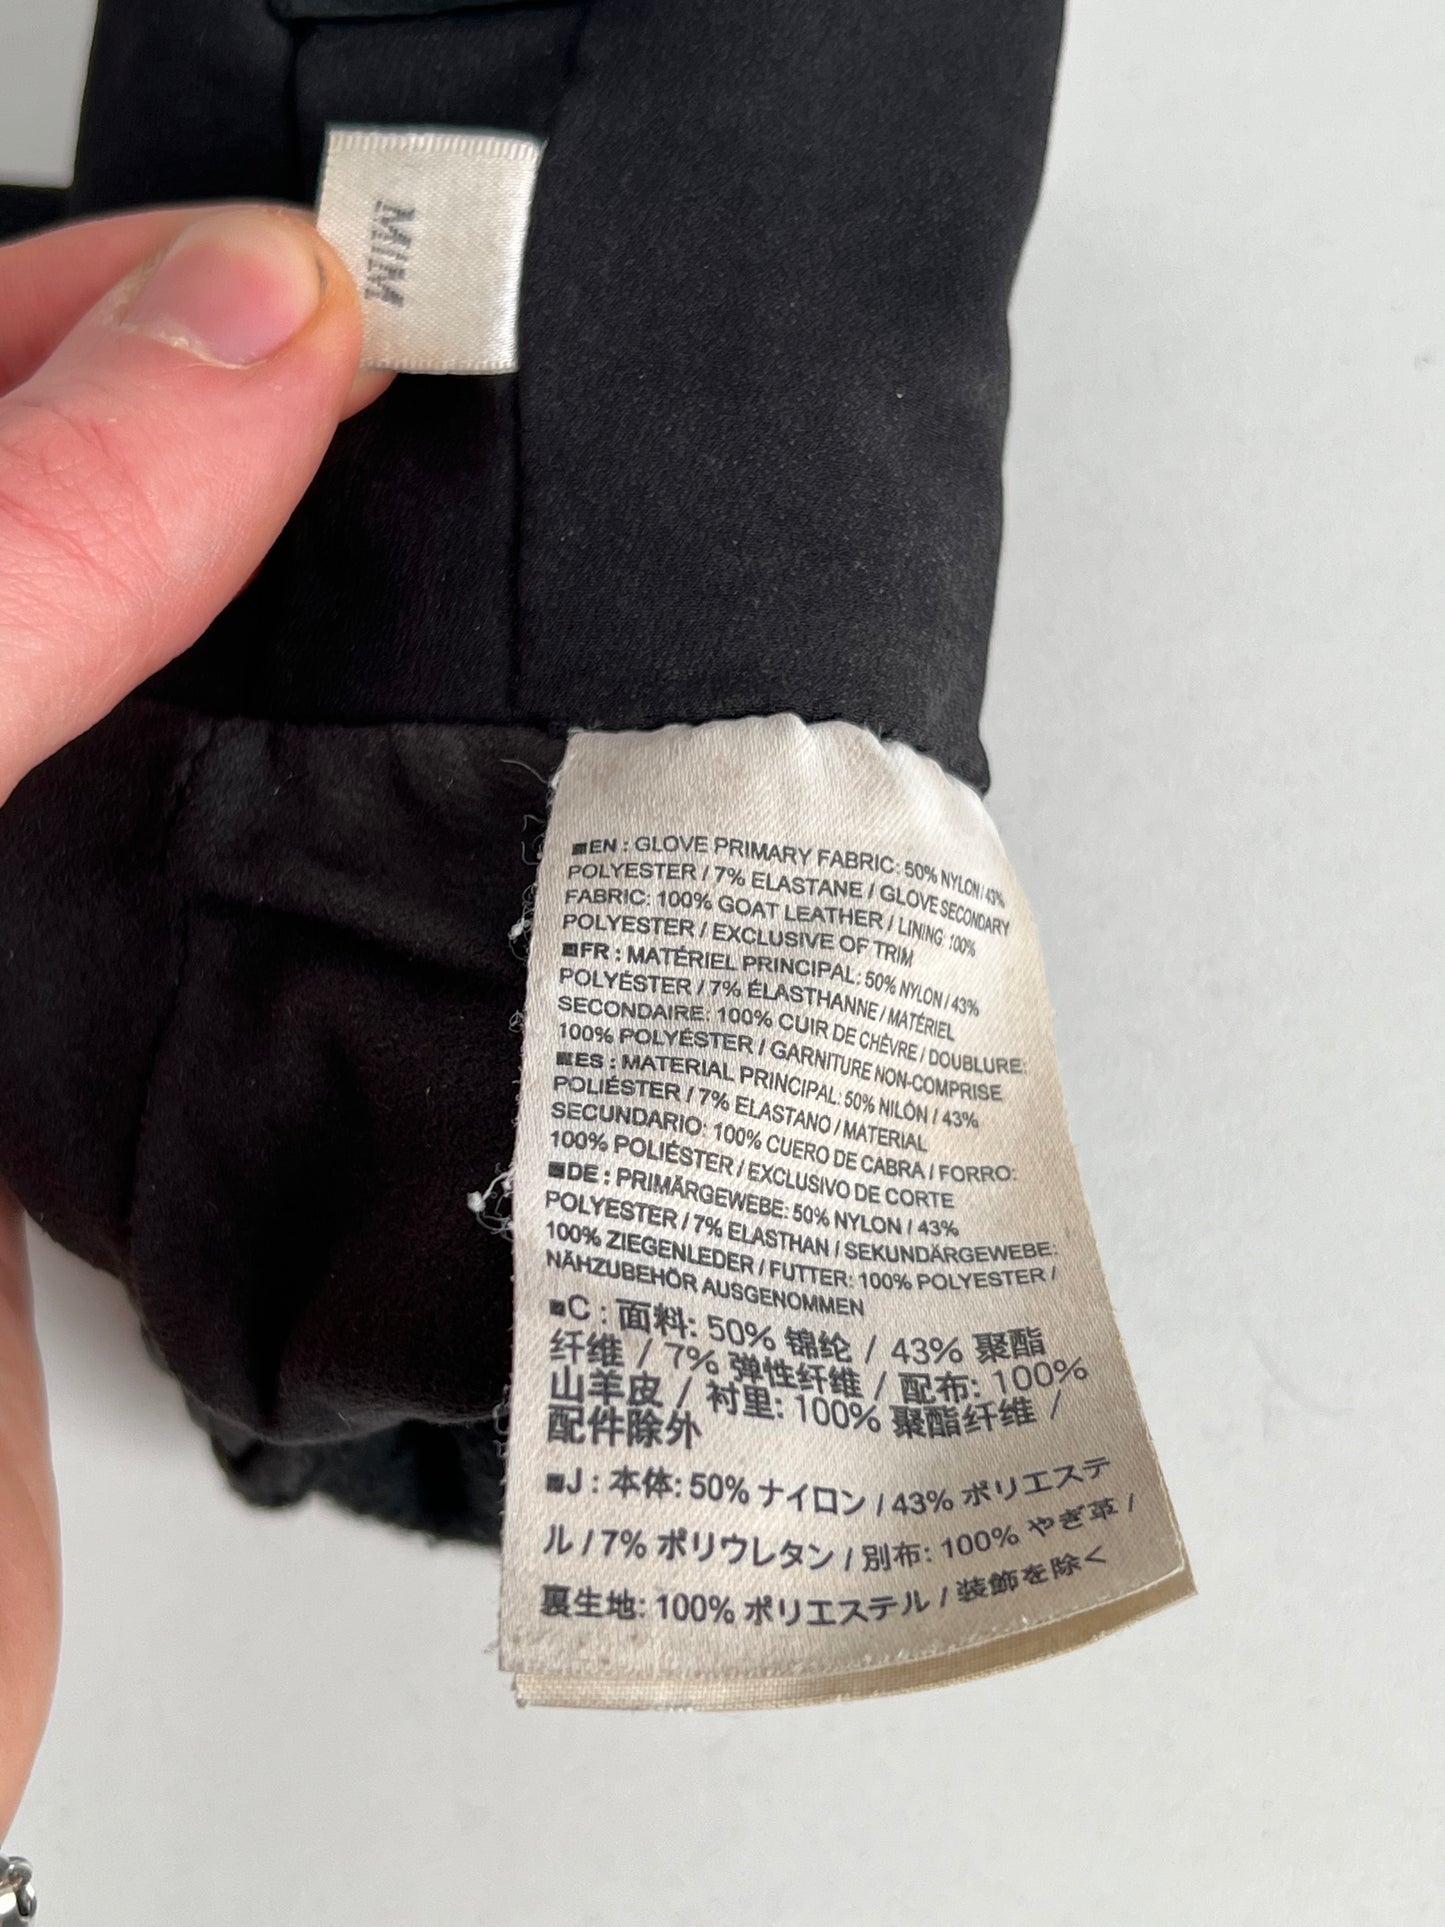 MIM
EN : GLOVE PRIMARY FABRIC: 50% NYLON / 43%
POLYESTER / 7% ELASTANE / GLOVE SECONDARY
FABRIC: 100% GOAT LEATHER / LINING: 100%
POLYESTER / EXCLUSIVE OF TRIM
FR : MATÉRIEL PRINCIPAL: 50% NYLON / 43%
POLYÉSTER / 7% ÉLASTHANNE / MATÉRIEL
SECONDAIRE: 100% CUIR DE CHÈVRE / DOUBLURE:
100% POLYÉSTER / GARNITURE NON-COMPRISE
ES : MATERIAL PRINCIPAL: 50% NILÓN / 43%
POLIÉSTER / 7% ELASTANO / MATERIAL
SECUNDARIO: 100% CUERO DE CABRA / FORRO:
100% POLIÉSTER / EXCLUSIVO DE CORTE
DE : PRIMÄRGEWEBE: 50% NYLON / 43%
POLYESTER / 7% ELASTHAN / SEKUNDÄRGEWEBE:
100% ZIEGENLEDER / FUTTER: 100% POLYESTER /
NÄHZUBEHÖR AUSGENOMMEN
C : 面料: 50% 锦纶 / 43% 聚酯
纤维 / 7% 弹性纤维 / 配布: 100%
山羊皮 / 衬里: 100% 聚酯纤维 /
配件除外
J : 本体: 50% ナイロン / 43% ポリエステ
ル / 7% ポリウレタン / 別布: 100% やぎ革 /
裏生地: 100% ポリエステル / 装飾を除く